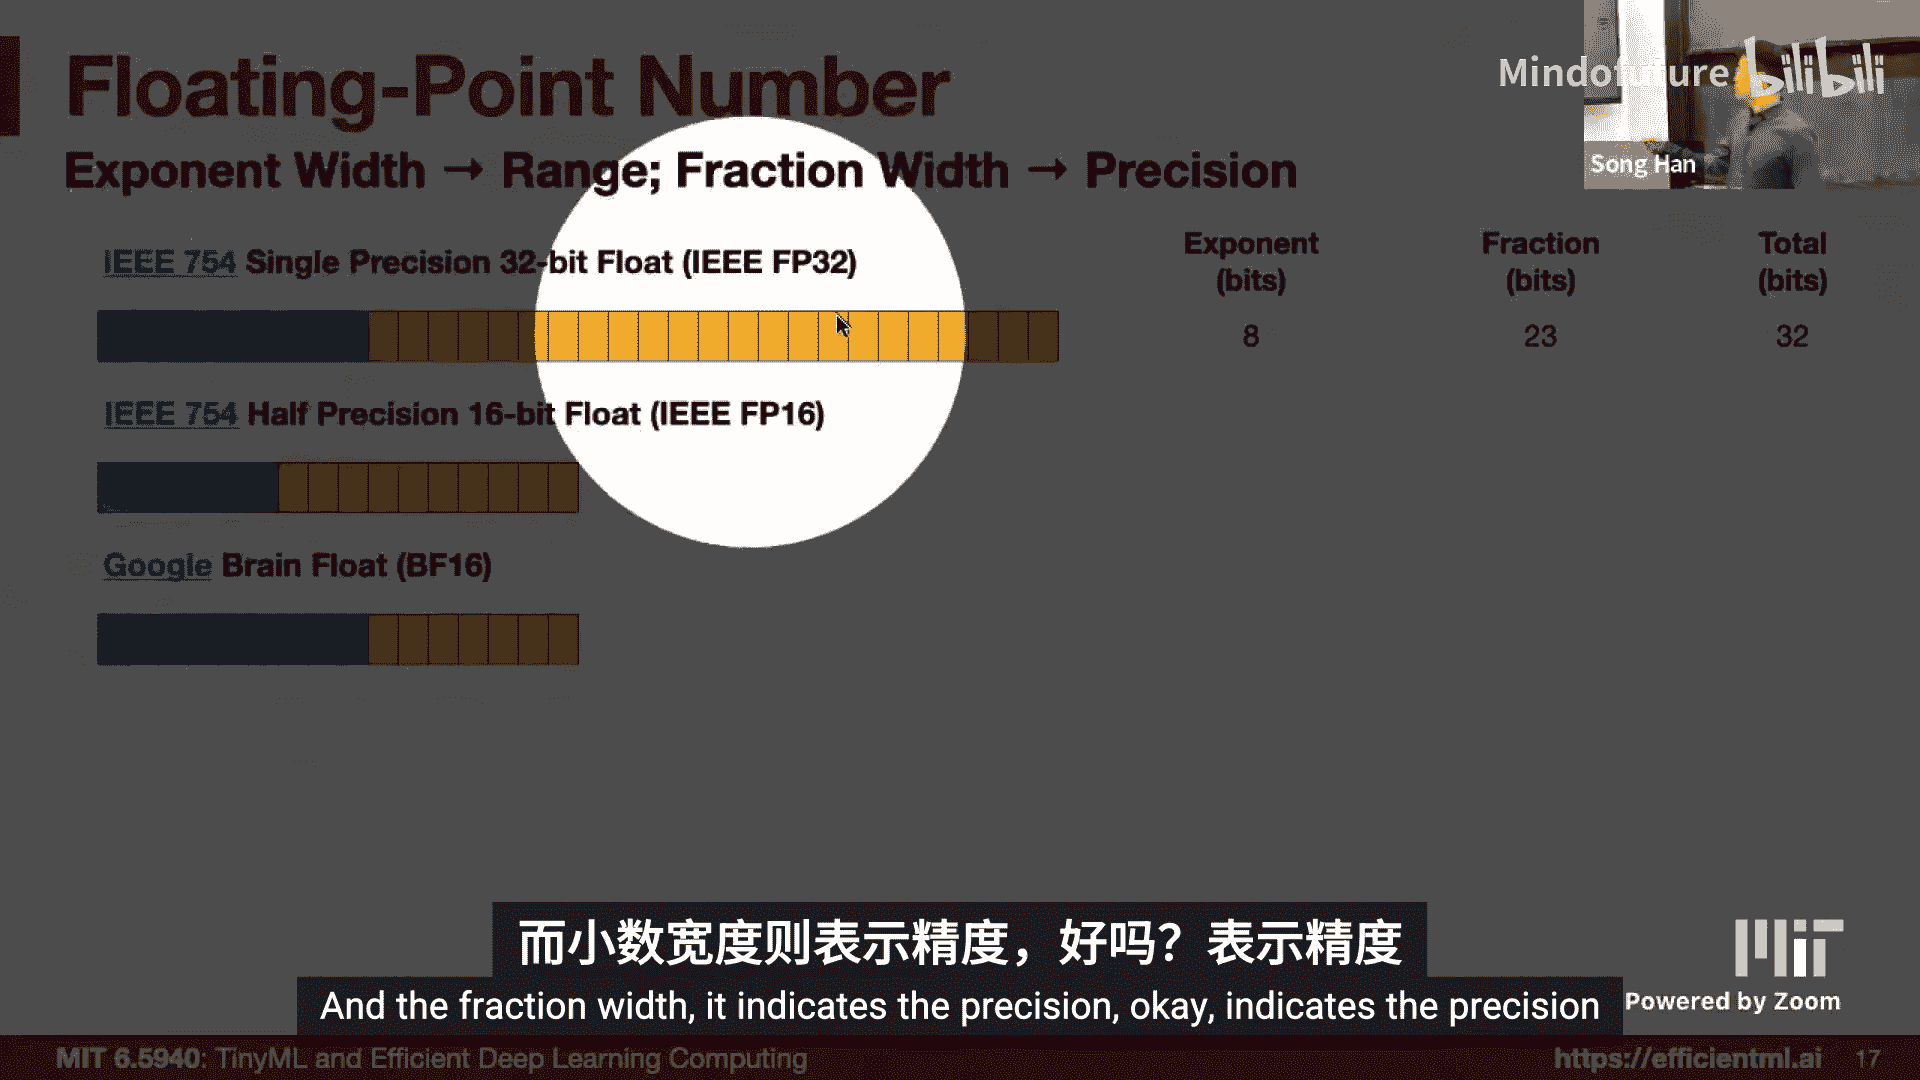 Floating-Point Number
Mindofuture bilibili
Exponent Width → Range; Fraction Width → Precision
Song Han
IEEE 754 Single Precision 32-bit Float (IEEE FP32)
Exponent (bits)
Fraction (bits)
Total (bits)
8
23
32
IEEE 754 Half Precision 16-bit Float (IEEE FP16)
Google Brain Float (BF16)
而小数宽度则表示精度，好吗？表示精度
And the fraction width, it indicates the precision, okay, indicates the precision
MIT
Powered by Zoom
MIT 6.5940: TinyML and Efficient Deep Learning Computing
https://efficientml.ai
17